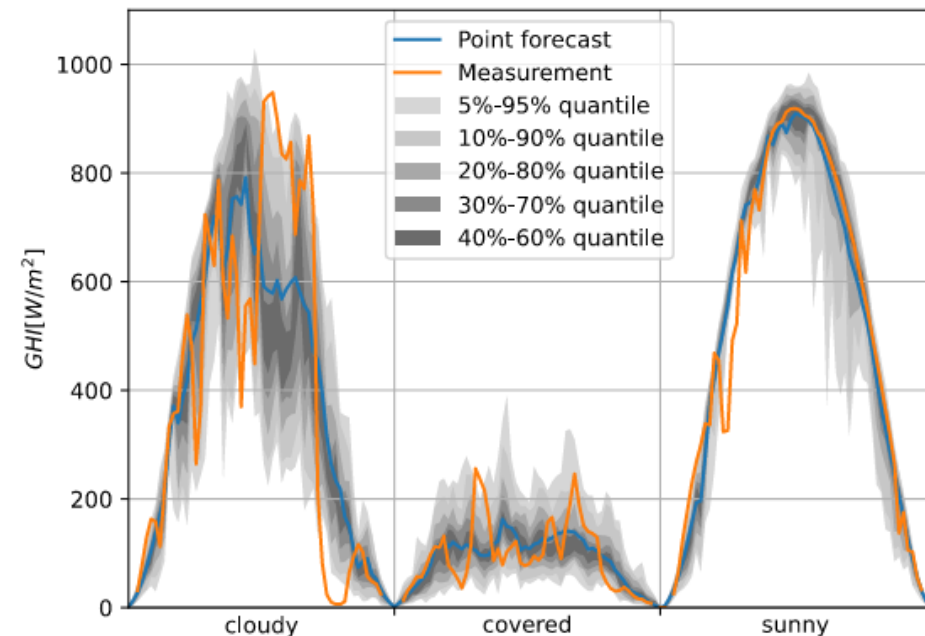 1000
800
600
400
200
0
GHI[W/m²]
Point forecast
Measurement
5%-95% quantile
10%-90% quantile
20%-80% quantile
30%-70% quantile
40%-60% quantile
cloudy
covered
sunny